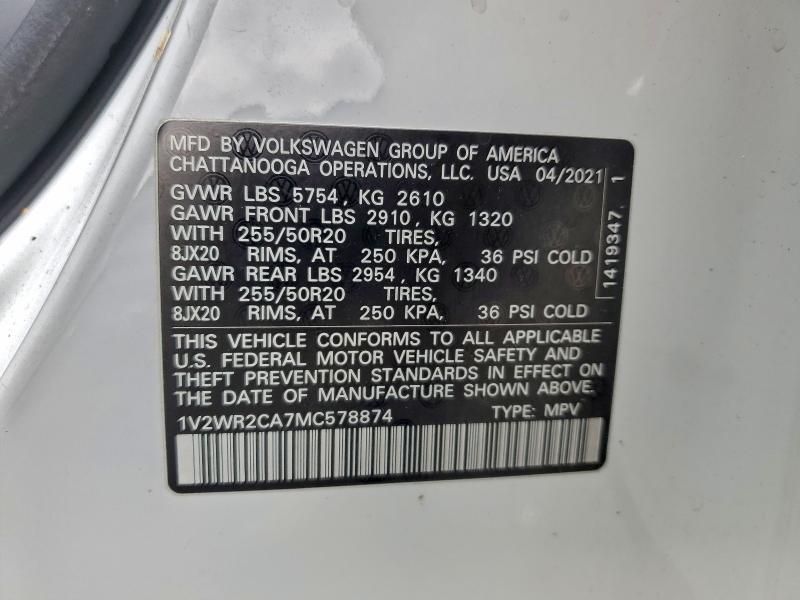 MFD BY VOLKSWAGEN GROUP OF AMERICA
CHATTANOOGA OPERATIONS, LLC. USA 04/2021
GVWR LBS 5754, KG 2610
GAWR FRONT LBS 2910, KG 1320
WITH 255/50R20 TIRES,
8JX20 RIMS, AT 250 KPA, 36 PSI COLD
GAWR REAR LBS 2954, KG 1340
WITH 255/50R20 TIRES,
8JX20 RIMS, AT 250 KPA, 36 PSI COLD
1419347 1
THIS VEHICLE CONFORMS TO ALL APPLICABLE
U.S. FEDERAL MOTOR VEHICLE SAFETY AND
THEFT PREVENTION STANDARDS IN EFFECT ON
THE DATE OF MANUFACTURE SHOWN ABOVE.
1V2WR2CA7MC578874 TYPE: MPV